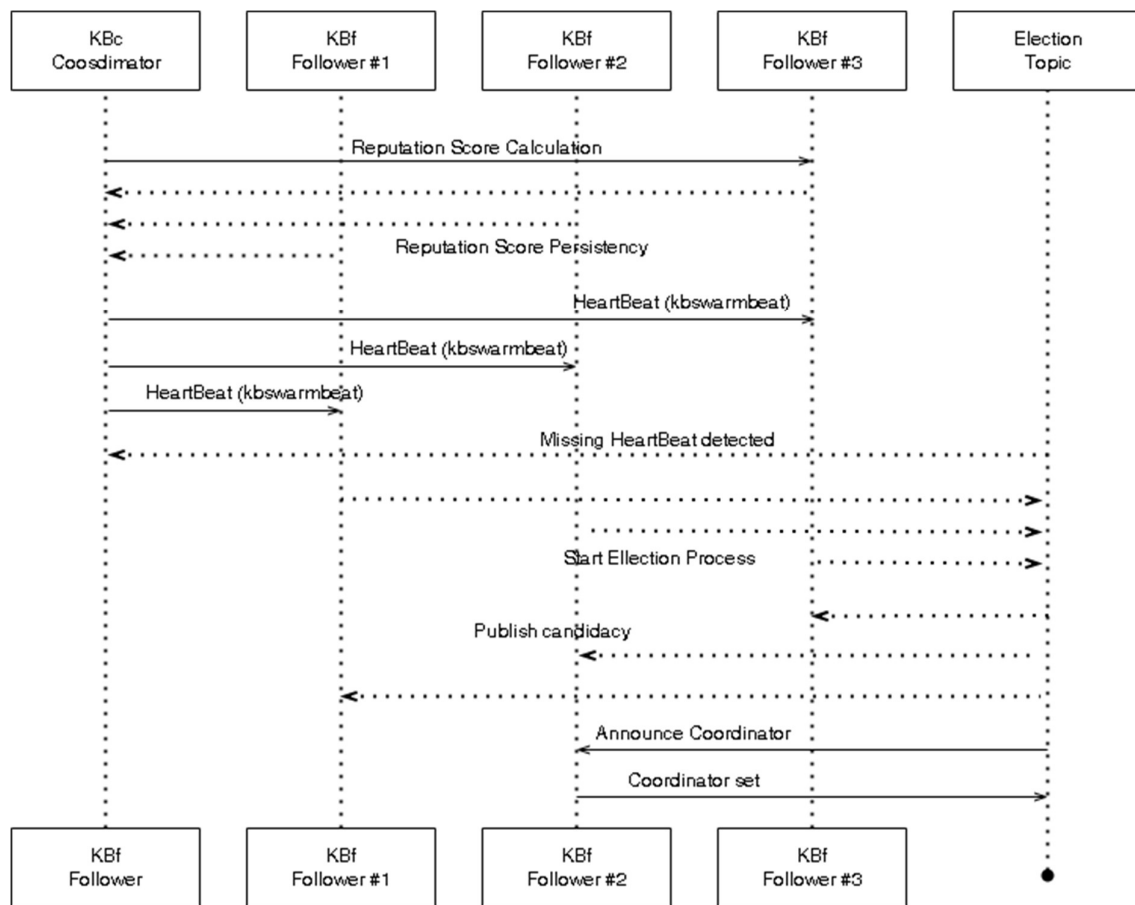 KBc
Coosdimator
KBf
Follower #1
KBf
Follower #2
KBf
Follower #3
Election
Topic
Reputation Score Calculation
Reputation Score Persistency
HeartBeat (kbswarmbeat)
HeartBeat (kbswarmbeat)
HeartBeat (kbswarmbeat)
Missing HeartBeat detected
Start Ellection Process
Publish candidacy
Announce Coordinator
Coordinator set
KBf
Follower
KBf
Follower #1
KBf
Follower #2
KBf
Follower #3